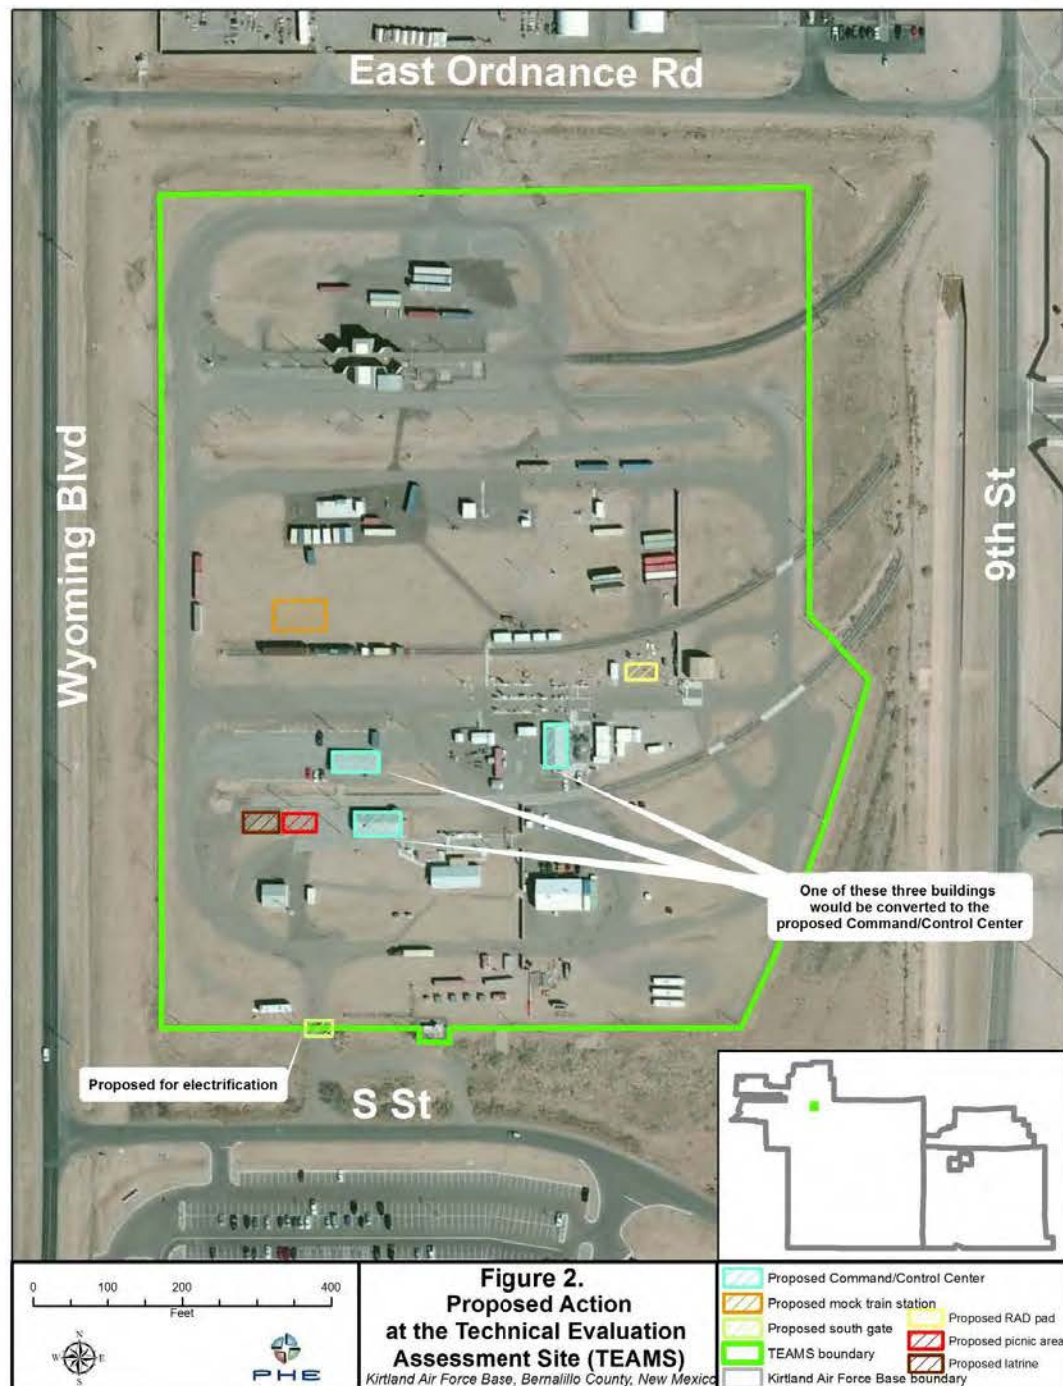 East Ordnance Rd
Wyoming Blvd
9th St
One of these three buildings
would be converted to the
proposed Command/Control Center
Proposed for electrification
S St
0 100 200 400
Feet
N
W E
S
PHE
Figure 2.
Proposed Action
at the Technical Evaluation
Assessment Site (TEAMS)
Kirtland Air Force Base, Bernalillo County, New Mexico
Proposed Command/Control Center
Proposed mock train station
Proposed south gate
TEAMS boundary
Kirtland Air Force Base boundary
Proposed RAD pad
Proposed picnic area
Proposed latrine